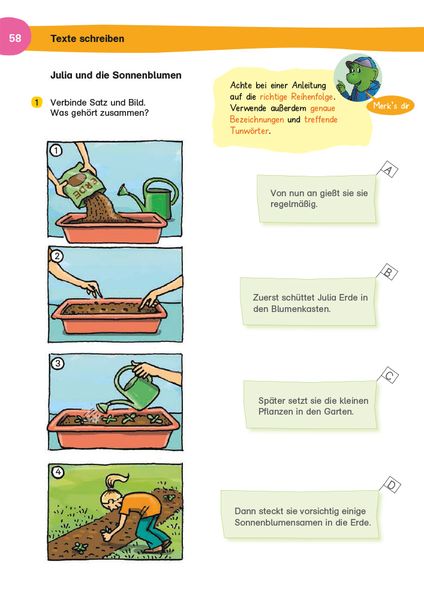 58
Texte schreiben
Julia und die Sonnenblumen
1 Verbinde Satz und Bild.
Was gehört zusammen?
Achte bei einer Anleitung
auf die richtige Reihenfolge.
Verwende außerdem genaue
Bezeichnungen und treffende
Tunwörter.
Merk's dir
1
ERDE
A
Von nun an gießt sie sie
regelmäßig.
2
B
Zuerst schüttet Julia Erde in
den Blumenkasten.
3
C
Später setzt sie die kleinen
Pflanzen in den Garten.
4
D
Dann steckt sie vorsichtig einige
Sonnenblumensamen in die Erde.